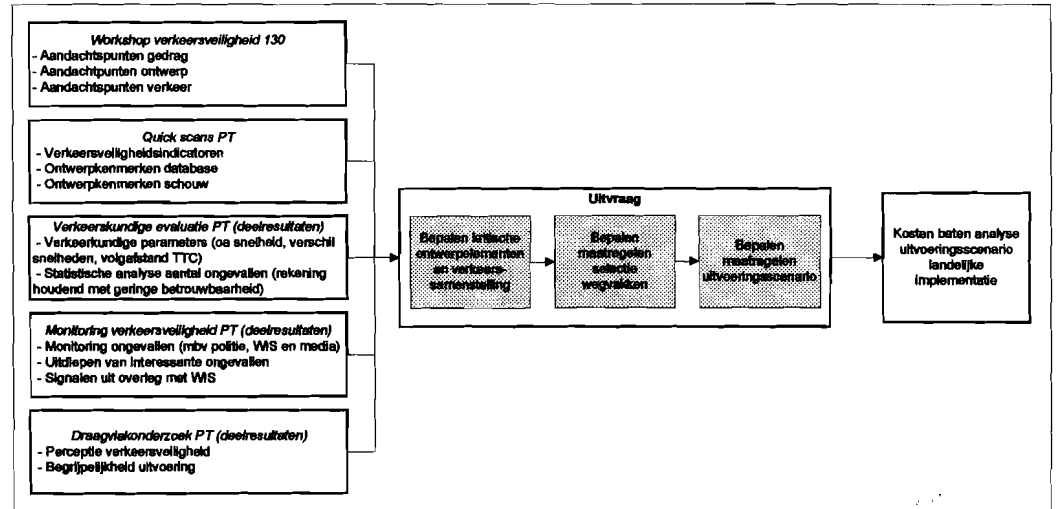 Workshop verkeersveiligheid 130
- Aandachtspunten gedrag
- Aandachtpunten ontwerp
- Aandachtspunten verkeer
Quick scans PT
- Verkeersveiligheidsindicatoren
- Ontwerpkenmerken database
- Ontwerpkenmerken schouw
Verkeerskundige evaluatie PT (deelresultaten)
- Verkeerkundige parameters (oa snelheid, verschil
snelheden, volgafstand TTC)
- Statistische analyse aantal ongevallen (rekening
houdend met geringe betrouwbaarheid)
Monitoring verkeersveiligheid PT (deelresultaten)
- Monitoring ongevallen (mbv politie, WIS en media)
- Uitdiepen van interessante ongevallen
- Signalen uit overleg met WIS
Draagvlakonderzoek PT (deelresultaten)
- Perceptie verkeersveiligheid
- Begrijpelijkheid uitvoering
Uitvraag
Bepalen kritische
ontwerpelementen
en verkeers-
samenstelling
Bepalen
maatregelen
selectie
wegvakken
Bepalen
maatregelen
uitvoeringsscenario
Kosten baten analyse
uitvoeringsscenario
landelijke
implementatie